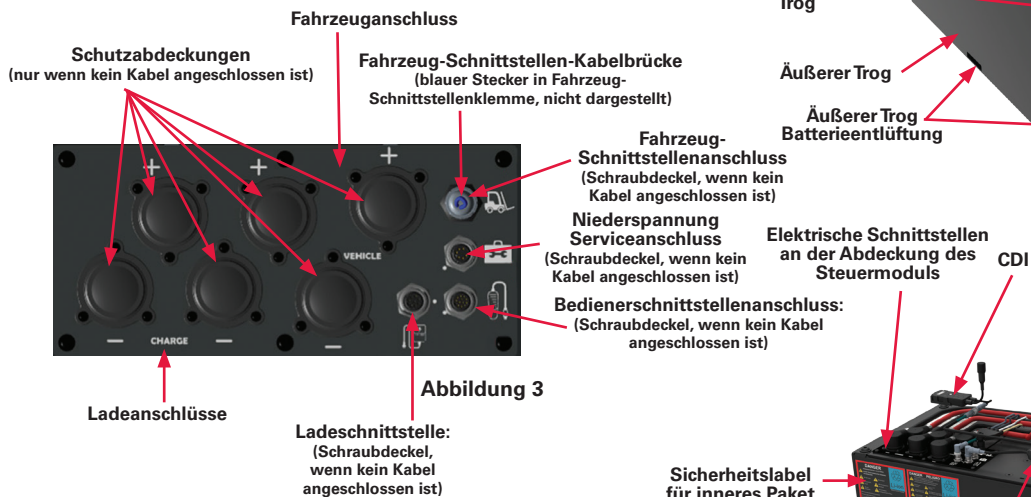 Fahrzeuganschluss
Schutzabdeckungen
(nur wenn kein Kabel angeschlossen ist)
Fahrzeug-Schnittstellen-Kabelbrücke
(blauer Stecker in Fahrzeug-
Schnittstellenklemme, nicht dargestellt)
Fahrzeug-
Schnittstellenanschluss
(Schraubdeckel, wenn kein
Kabel angeschlossen ist)
Niederspannung
Serviceanschluss
(Schraubdeckel, wenn kein
Kabel angeschlossen ist)
Bedienerschnittstellenanschluss:
(Schraubdeckel, wenn kein Kabel
angeschlossen ist)
+ + +
VEHICLE
– CHARGE – –
Abbildung 3
Ladeanschlüsse
Ladeschnittstelle:
(Schraubdeckel,
wenn kein Kabel
angeschlossen ist)
Trog
Äußerer Trog
Äußerer Trog
Batterieentlüftung
Elektrische Schnittstellen
an der Abdeckung des
Steuermoduls
CDI
DANGER
Sicherheitslabel
für inneres Paket